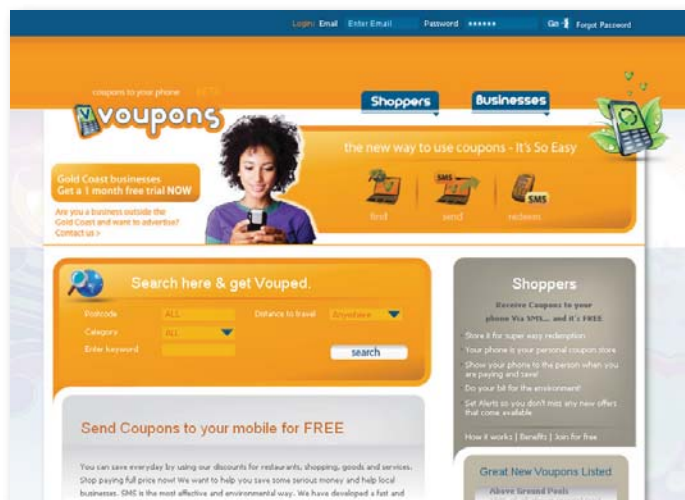 Login: Email Enter Email Password ****** Go Forgot Password
coupons to your phone BETA
voupons
Shoppers Businesses
the new way to use coupons - It's So Easy
Gold Coast businesses
Get a 1 month free trial NOW
Are you a business outside the
Gold Coast and want to advertise?
Contact us >
SMS SMS
find send redeem
Search here & get Vouped.
Postcode ALL Distance to travel Anywhere
Category ALL
Enter keyword
search
Shoppers
Receive Coupons to your
phone Via SMS... and it's FREE
Store it for super easy redemption
Your phone is your personal coupon store
Show your phone to the person when you
are paying and save!
Do your bit for the environment!
Set Alerts so you don't miss any new offers
that come available
How it works | Benefits | Join for free
Send Coupons to your mobile for FREE
You can save everyday by using our discounts for restaurants, shopping, goods and services.
Stop paying full price now! We want to help you save some serious money and help local
businesses. SMS is the most affective and environmental way. We have developed a fast and
Great New Voupons Listed
Above Ground Pools